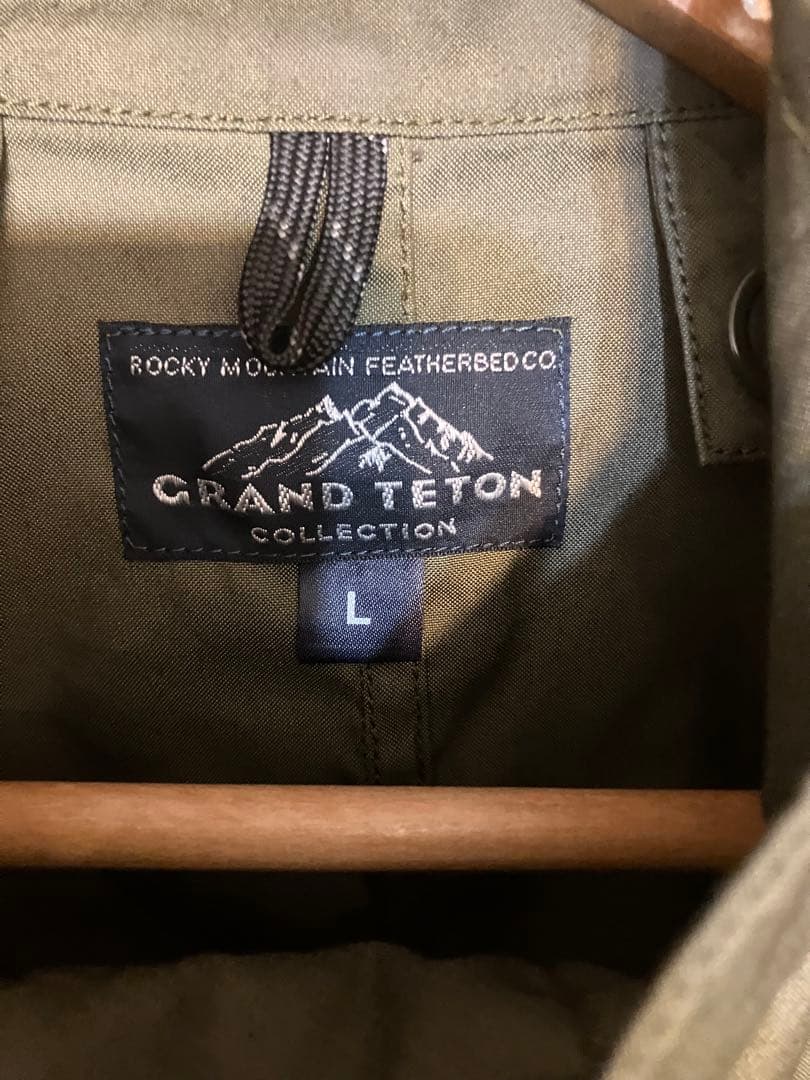 ROCKY MOUNTAIN FEATHERBED CO
GRAND TETON
COLLECTION
L